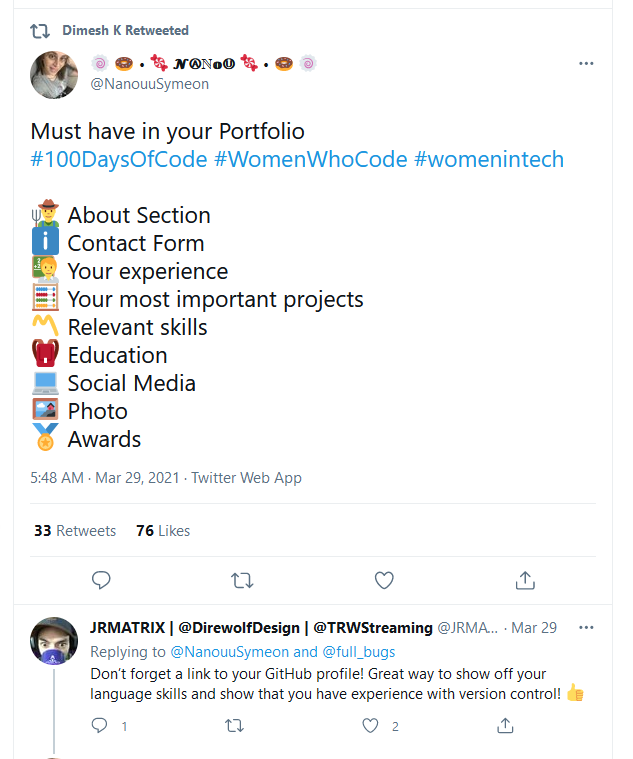 Dimesh K Retweeted
🍥 🍩 • 🍬 𝓝Ⓐℕ𝐨𝕌 🍬 • 🍩 🍥
@NanouuSymeon
Must have in your Portfolio
#100DaysOfCode #WomenWhoCode #womenintech
👨‍🌾 About Section
ℹ️ Contact Form
👨‍🏫 Your experience
🧮 Your most important projects
〽️ Relevant skills
🎒 Education
💻 Social Media
🖼️ Photo
🏅 Awards
5:48 AM · Mar 29, 2021 · Twitter Web App
33 Retweets 76 Likes
JRMATRIX | @DirewolfDesign | @TRWStreaming @JRMA... · Mar 29
Replying to @NanouuSymeon and @full_bugs
Don't forget a link to your GitHub profile! Great way to show off your
language skills and show that you have experience with version control! 👍
1 2